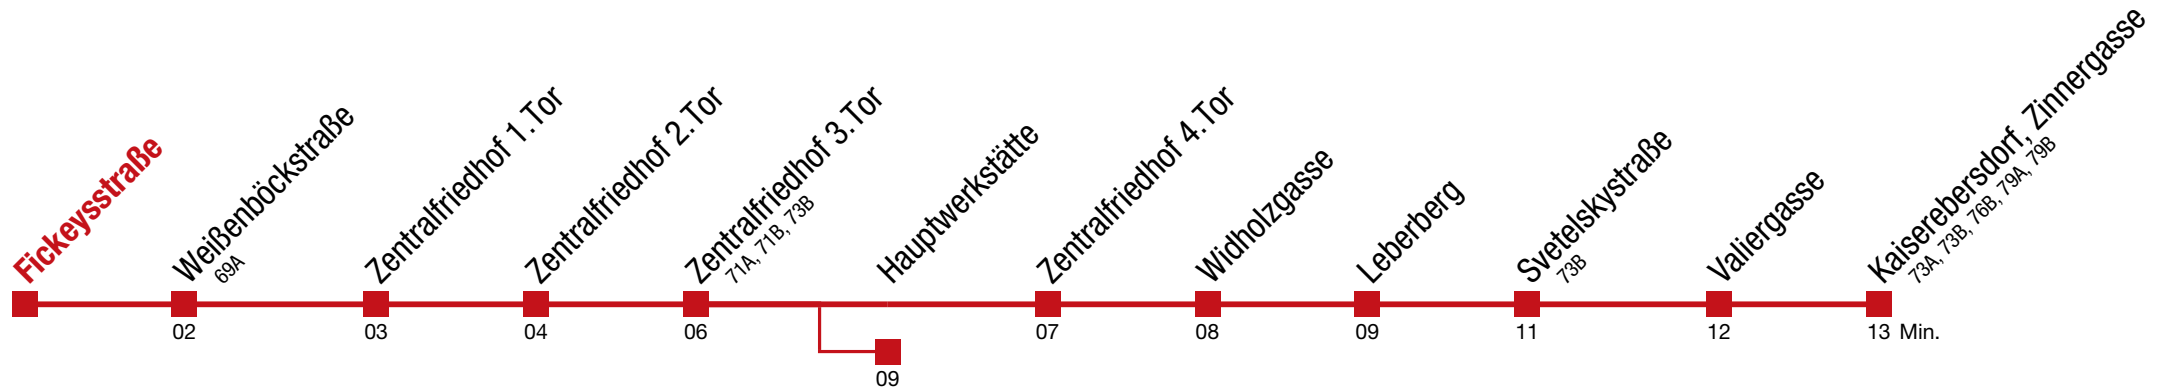 Fickeysstraße
Weißenböckstraße
69A
Zentralfriedhof 1.Tor
Zentralfriedhof 2.Tor
Zentralfriedhof 3.Tor
71A, 71B, 73B
Hauptwerkstätte
Zentralfriedhof 4.Tor
Widholzgasse
Leberberg
Svetelskystraße
73B
Valiergasse
Kaiserebersdorf, Zinnergasse
73A, 73B, 76B, 79A, 79B
02 03 04 06 07 08 09 11 12 13 Min.
09